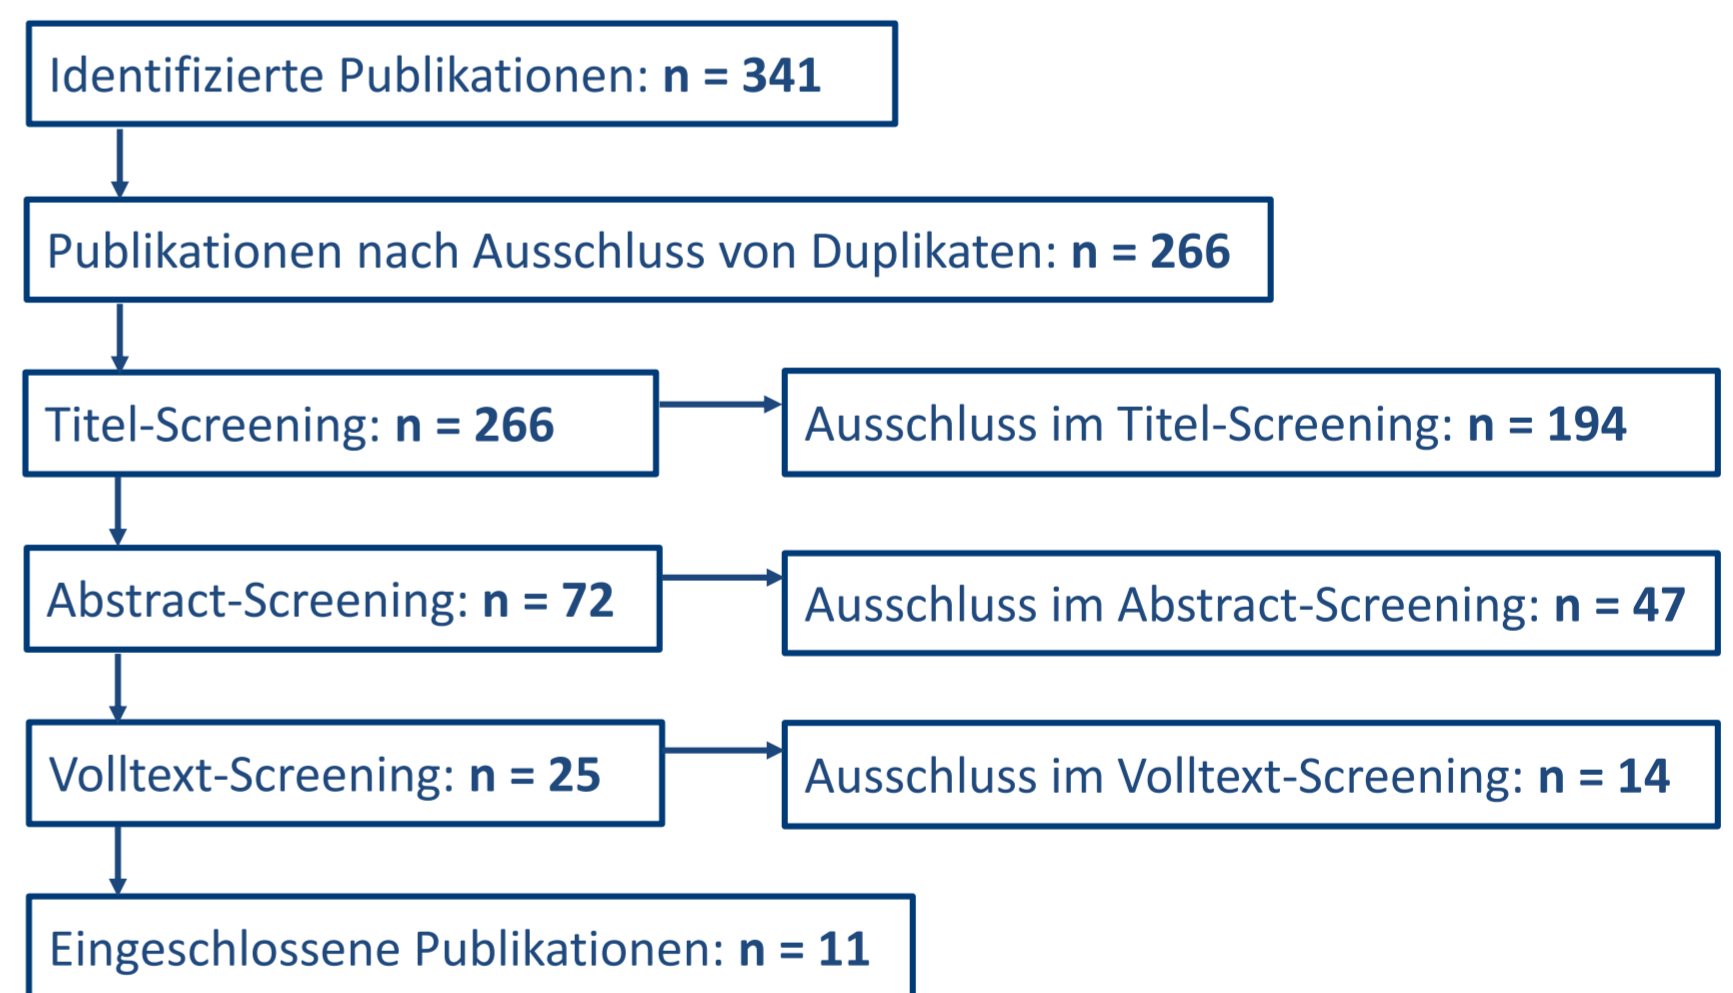 Identifizierte Publikationen: n = 341
Publikationen nach Ausschluss von Duplikaten: n = 266
Titel-Screening: n = 266
Ausschluss im Titel-Screening: n = 194
Abstract-Screening: n = 72
Ausschluss im Abstract-Screening: n = 47
Volltext-Screening: n = 25
Ausschluss im Volltext-Screening: n = 14
Eingeschlossene Publikationen: n = 11